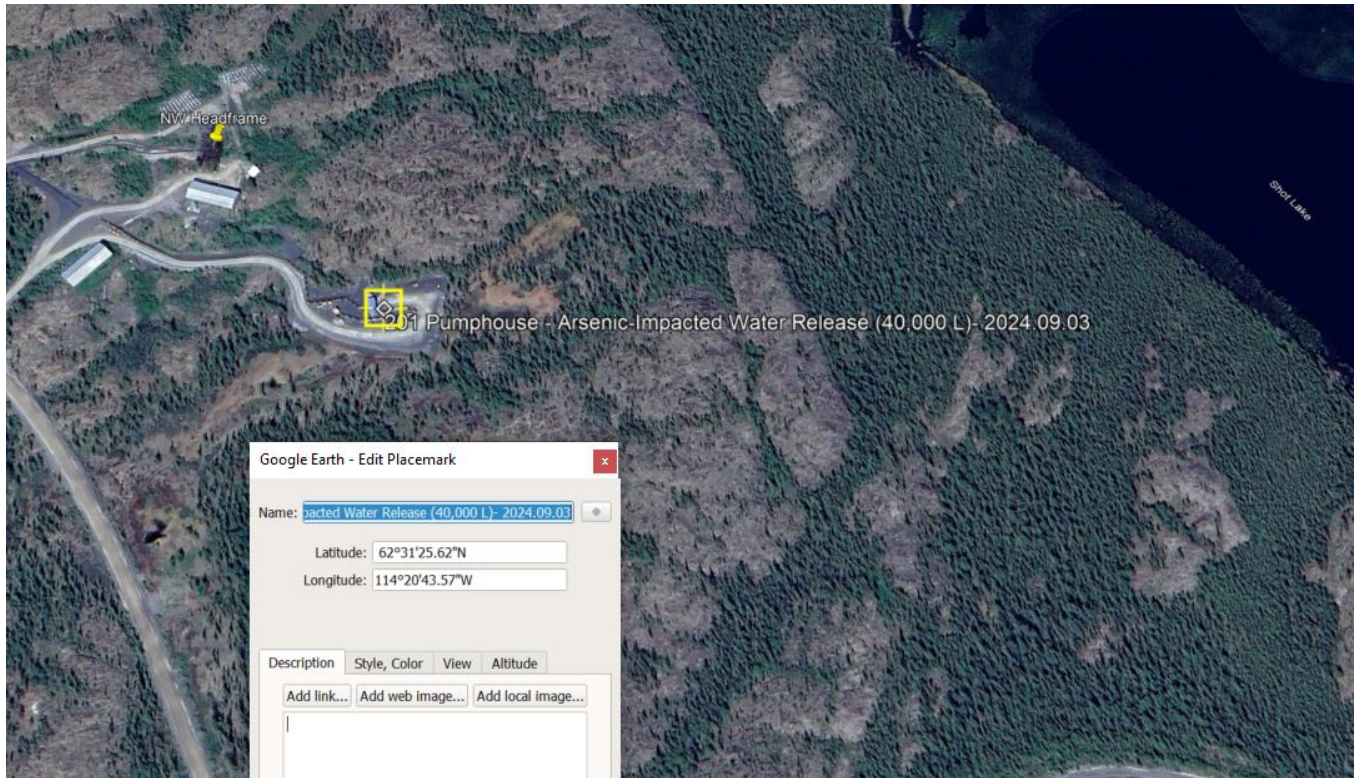 NW Headframe
Shot Lake
201 Pumphouse - Arsenic-Impacted Water Release (40,000 L)- 2024.09.03
Google Earth - Edit Placemark
x
Name: pacted Water Release (40,000 L)- 2024.09.03
Latitude: 62°31'25.62"N
Longitude: 114°20'43.57"W
Description Style, Color View Altitude
Add link... Add web image... Add local image...